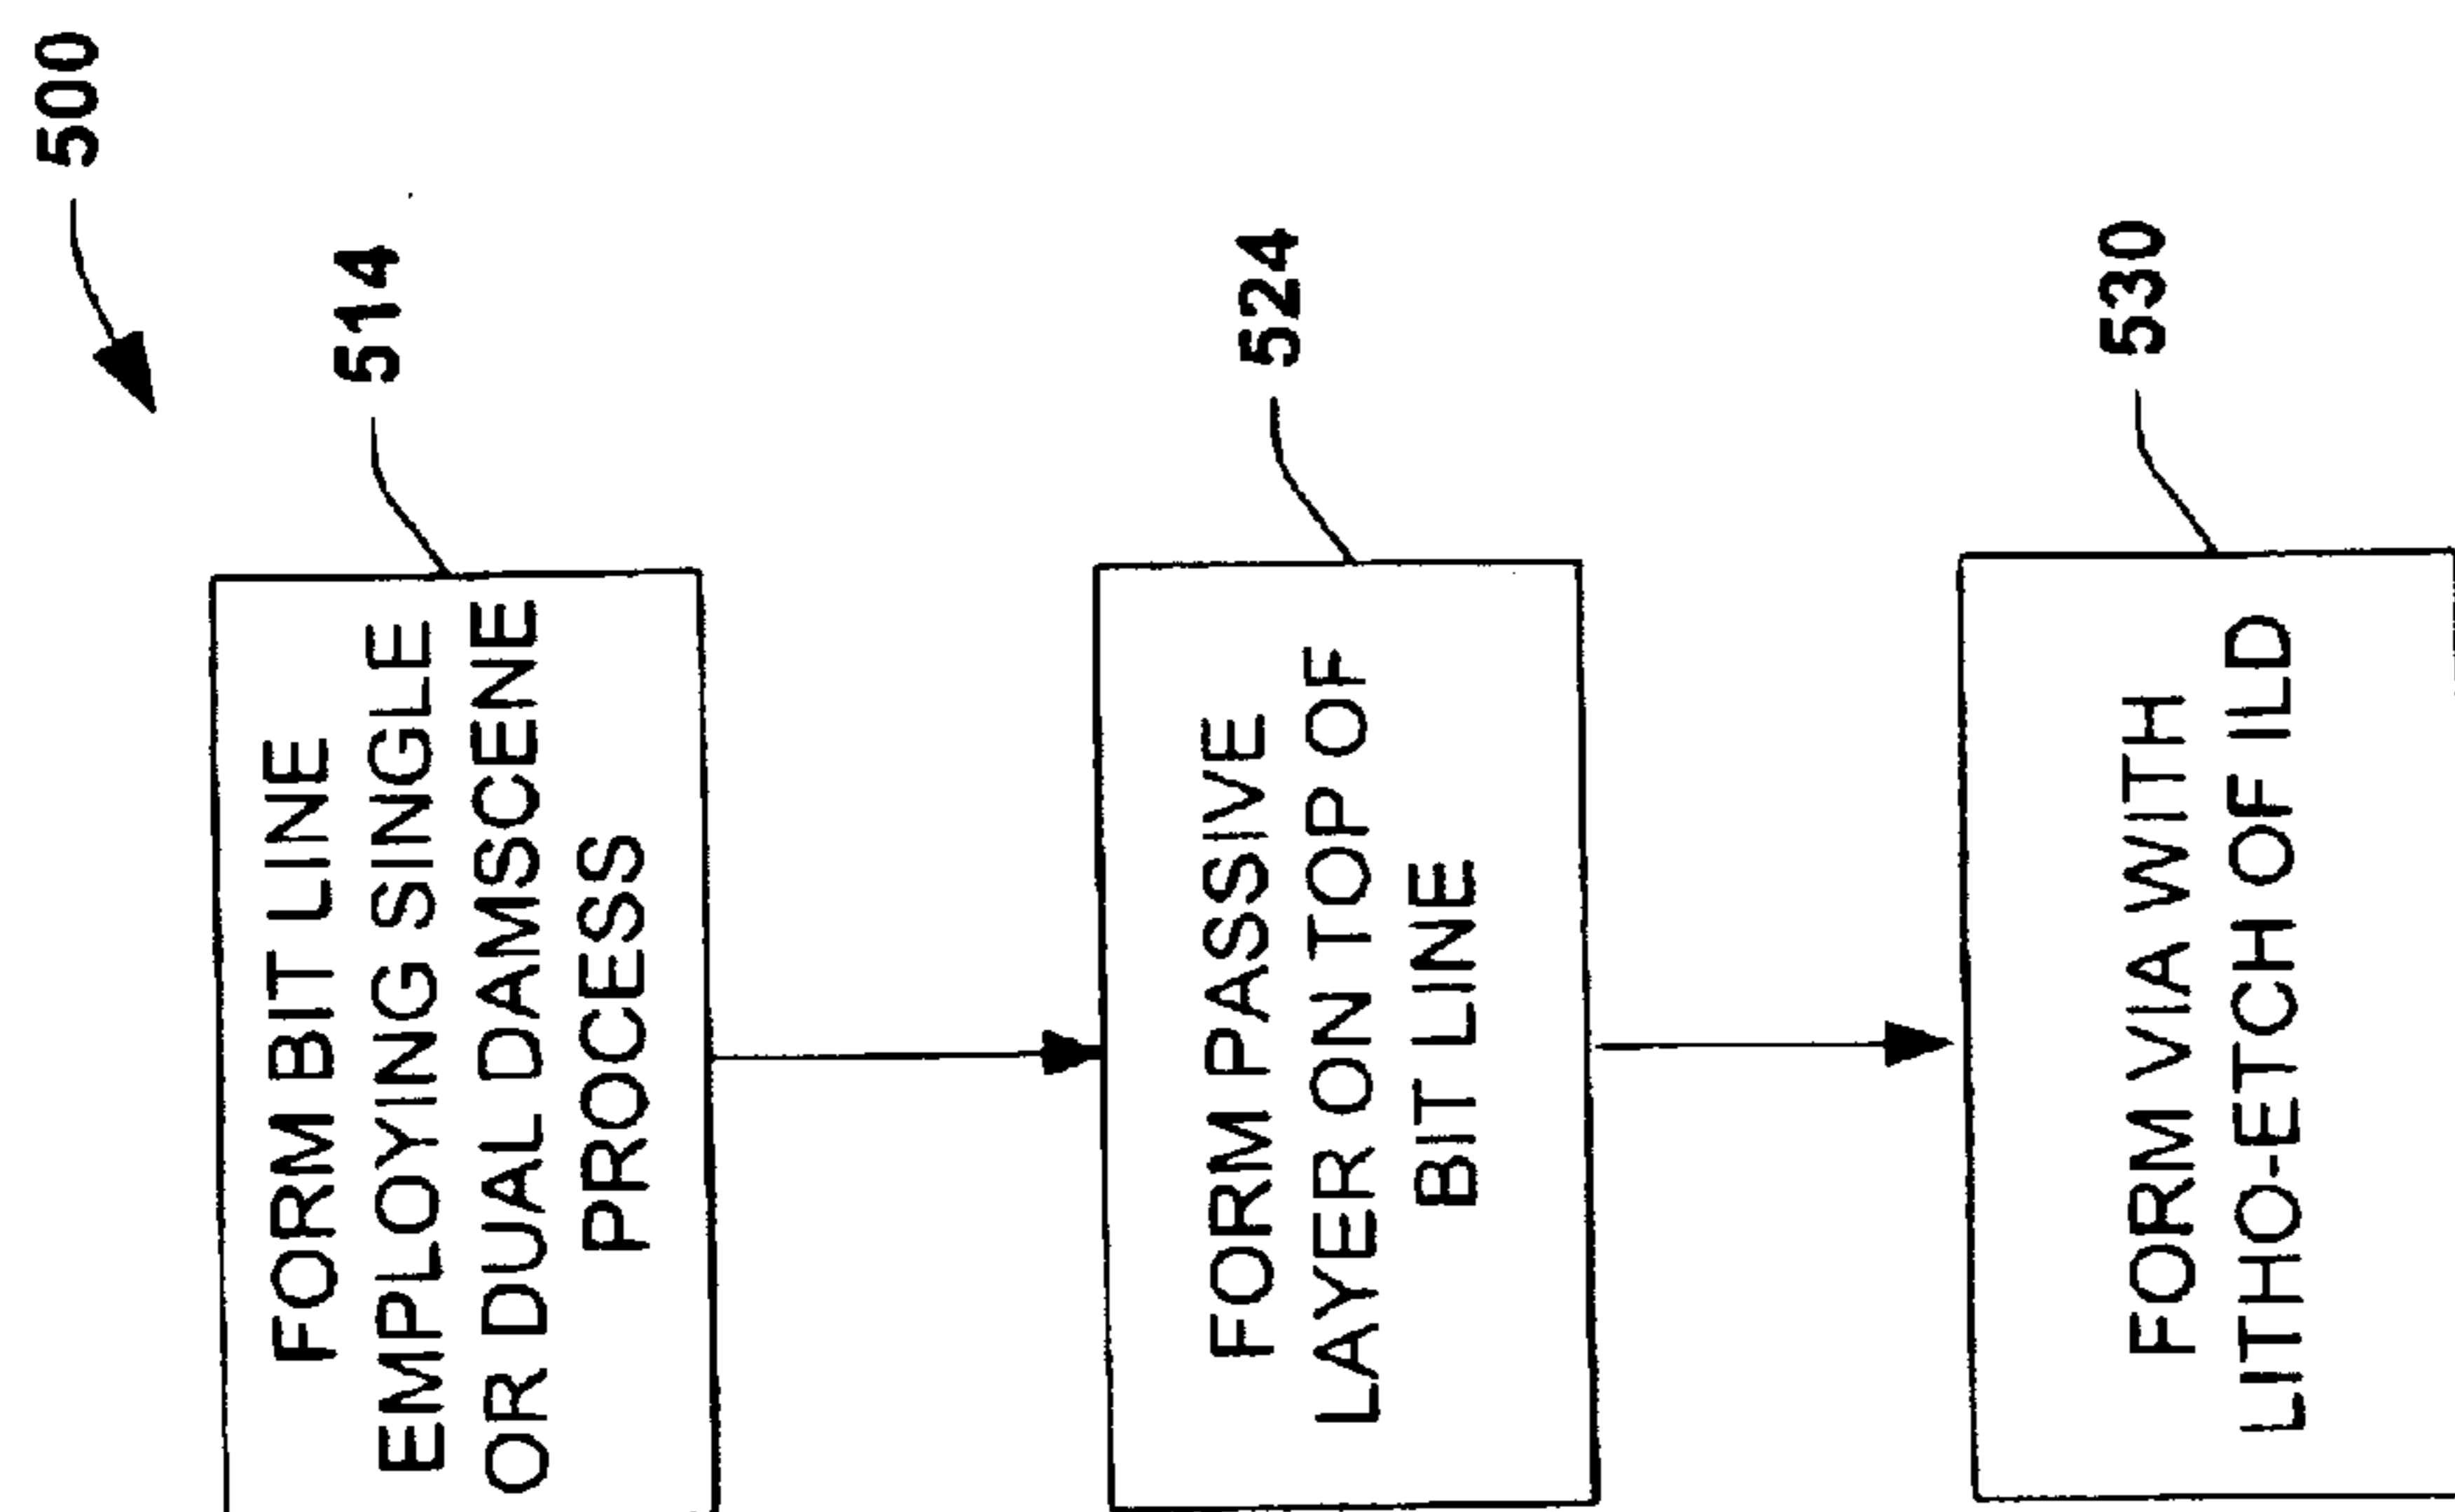 500
514
FORM BIT LINE
EMPLOYING SINGLE
OR DUAL DAMSCENE
PROCESS
524
FORM PASSIVE
LAYER ON TOP OF
BIT LINE
530
FORM VIA WITH
LITHO-ETCH OF ILD